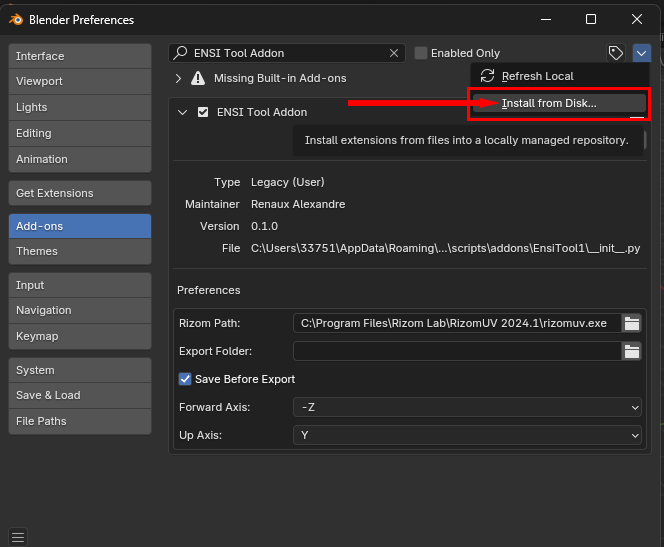 Blender Preferences
Interface
Viewport
Lights
Editing
Animation
Get Extensions
Add-ons
Themes
Input
Navigation
Keymap
System
Save & Load
File Paths
ENSI Tool Addon
Enabled Only
Missing Built-in Add-ons
Refresh Local
Install from Disk...
ENSI Tool Addon
Install extensions from files into a locally managed repository.
Type Legacy (User)
Maintainer Renaux Alexandre
Version 0.1.0
File C:\Users\33751\AppData\Roaming\...\scripts\addons\EnsiTool1\__init__.py
Preferences
Rizom Path: C:\Program Files\Rizom Lab\RizomUV 2024.1\rizomuv.exe
Export Folder:
Save Before Export
Forward Axis: -Z
Up Axis: Y